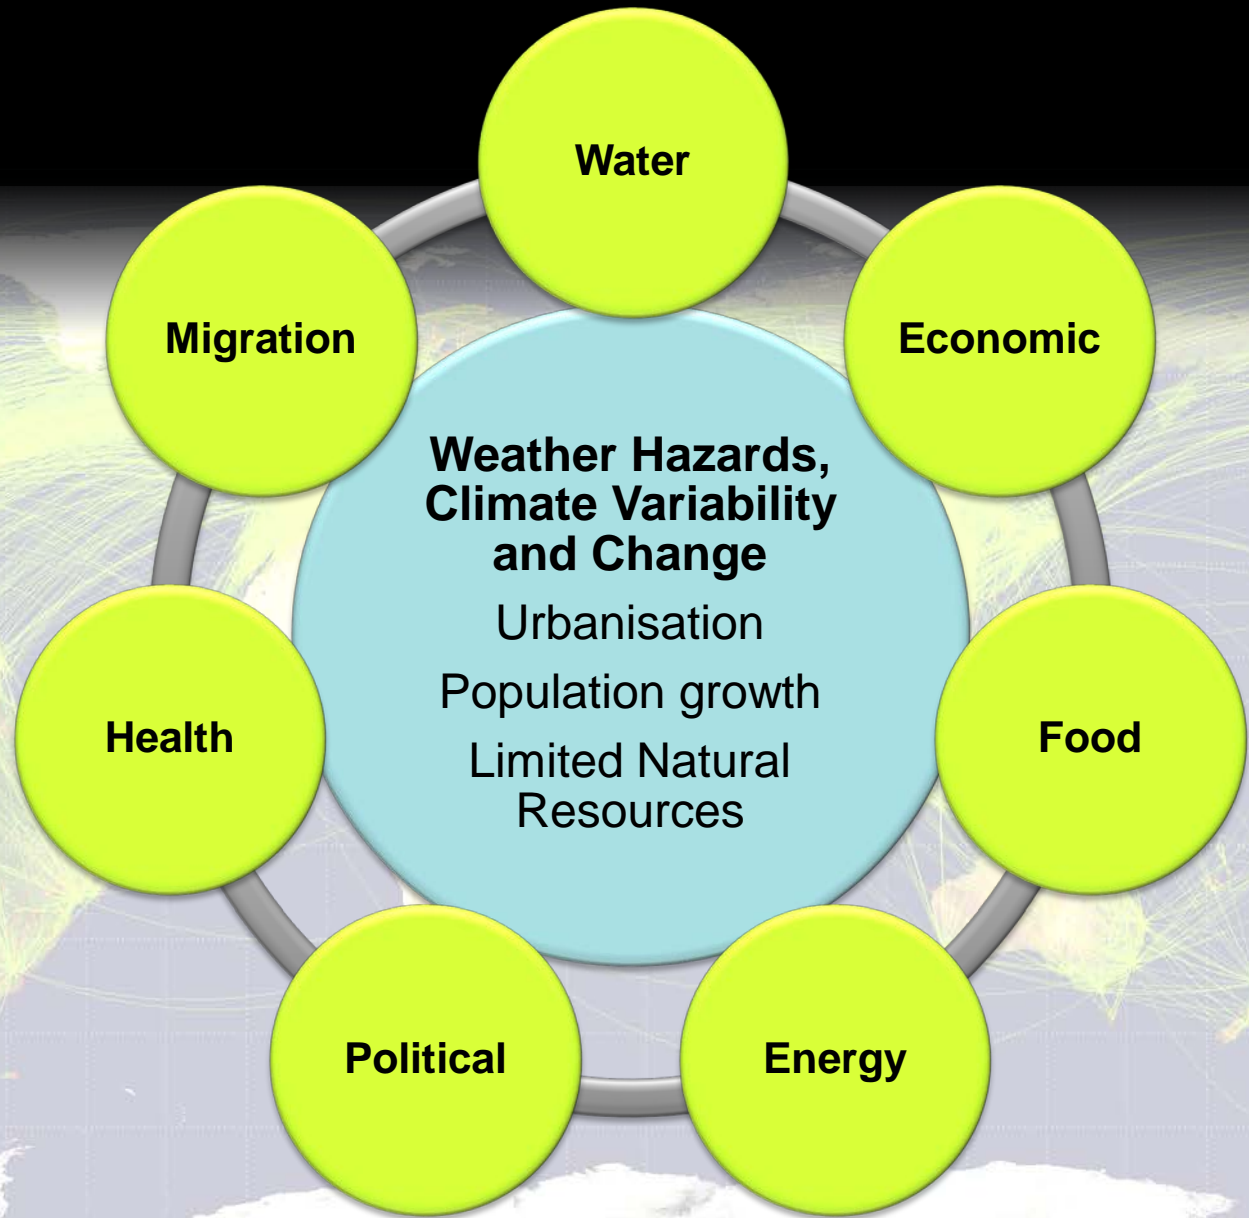 Water
Migration
Economic
Weather Hazards,
Climate Variability
and Change
Urbanisation
Population growth
Limited Natural
Resources
Health
Food
Political
Energy